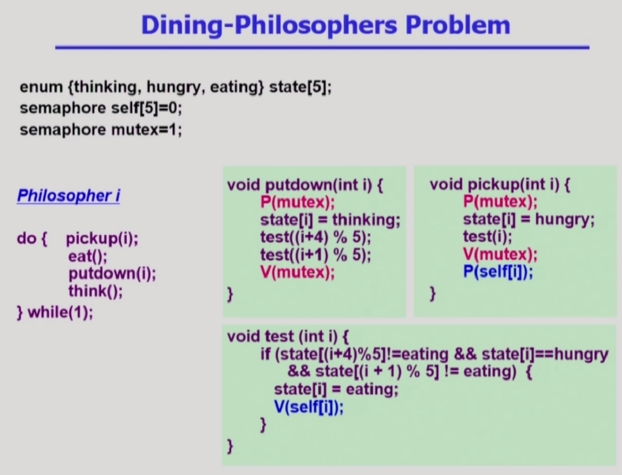 Dining-Philosophers Problem
enum {thinking, hungry, eating} state[5];
semaphore self[5]=0;
semaphore mutex=1;
Philosopher i
do { pickup(i);
eat();
putdown(i);
think();
} while(1);
void putdown(int i) {
P(mutex);
state[i] = thinking;
test((i+4) % 5);
test((i+1) % 5);
V(mutex);
}
void pickup(int i) {
P(mutex);
state[i] = hungry;
test(i);
V(mutex);
P(self[i]);
}
void test (int i) {
if (state[(i+4)%5]!=eating && state[i]==hungry
&& state[(i + 1) % 5] != eating) {
state[i] = eating;
V(self[i]);
}
}